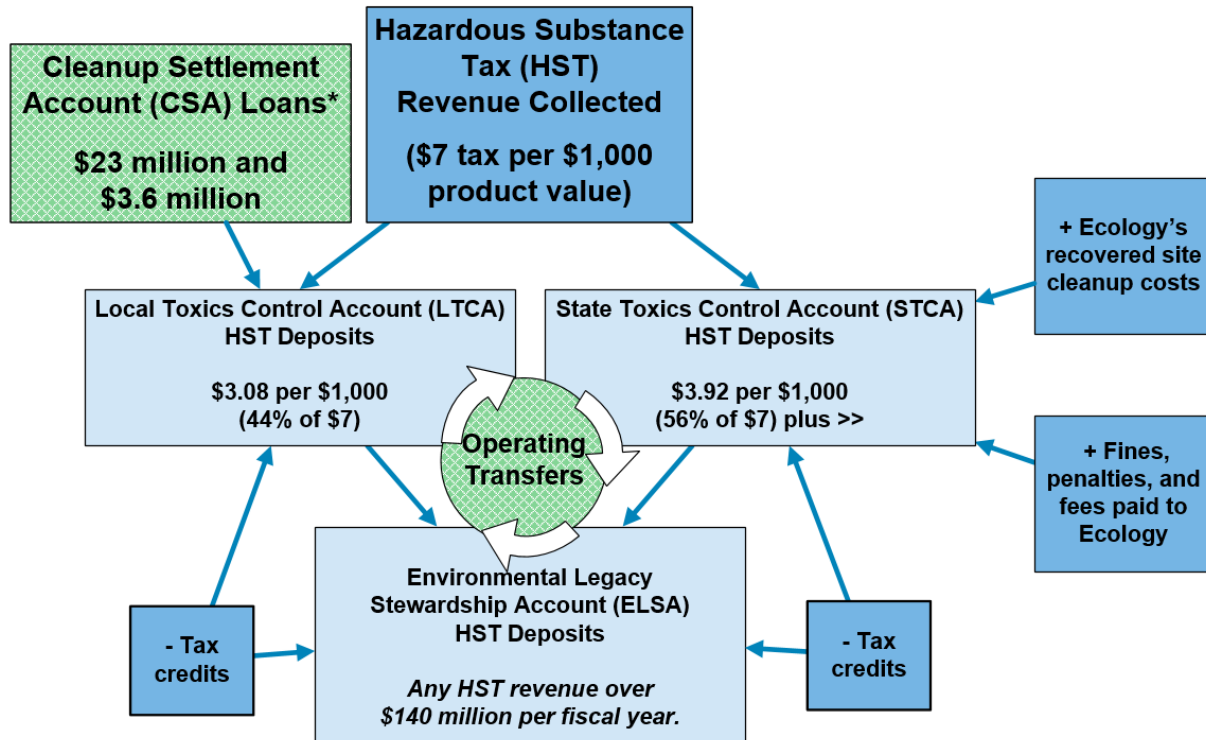 Cleanup Settlement
Account (CSA) Loans*
$23 million and
$3.6 million
Hazardous Substance
Tax (HST)
Revenue Collected
($7 tax per $1,000
product value)
+ Ecology's
recovered site
cleanup costs
Local Toxics Control Account (LTCA)
HST Deposits
$3.08 per $1,000
(44% of $7)
State Toxics Control Account (STCA)
HST Deposits
$3.92 per $1,000
(56% of $7) plus >>
Operating
Transfers
+ Fines,
penalties, and
fees paid to
Ecology
- Tax
credits
Environmental Legacy
Stewardship Account (ELSA)
HST Deposits
Any HST revenue over
$140 million per fiscal year.
- Tax
credits